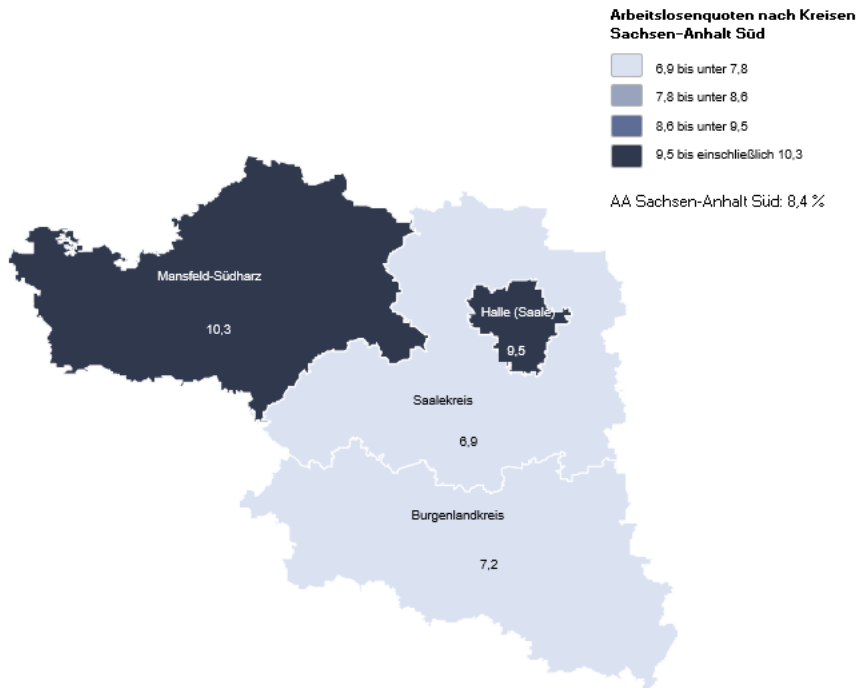 Arbeitslosenquoten nach Kreisen
Sachsen-Anhalt Süd
6,9 bis unter 7,8
7,8 bis unter 8,6
8,6 bis unter 9,5
9,5 bis einschließlich 10,3
AA Sachsen-Anhalt Süd: 8,4 %
Mansfeld-Südharz
10,3
Halle (Saale)
9,5
Saalekreis
6,9
Burgenlandkreis
7,2